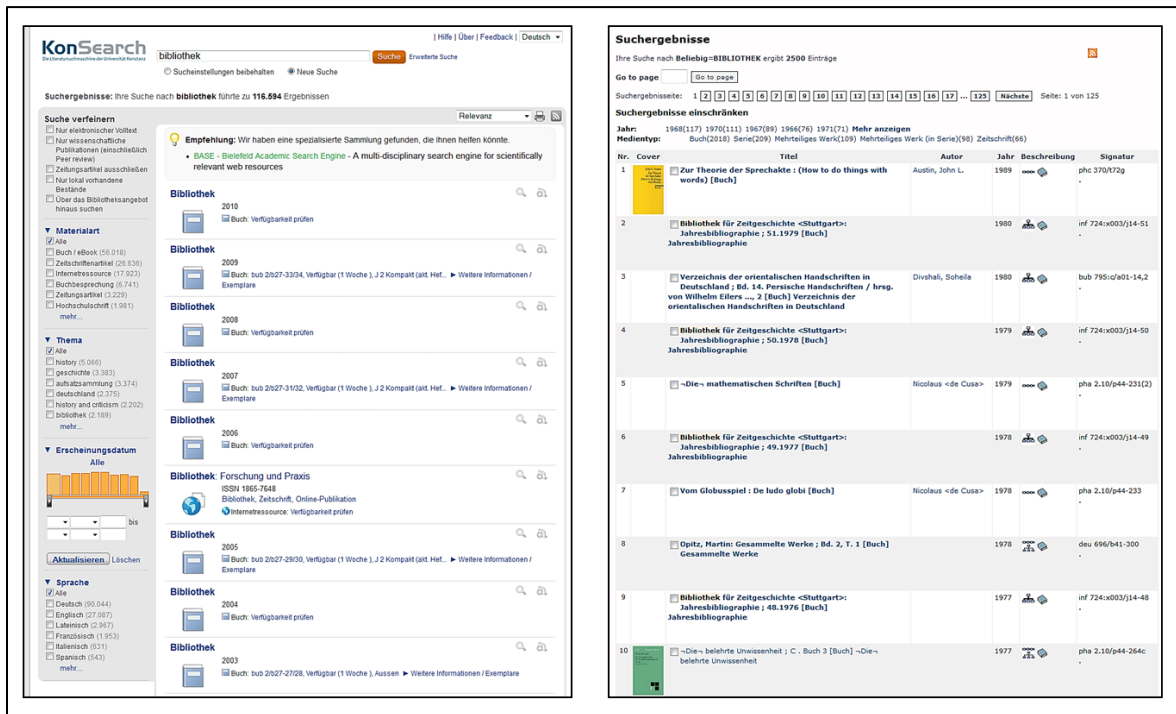 | Hilfe | Über | Feedback | Deutsch
KonSearch
Die Literatursuchmaschine der Universität Konstanz
bibliothek
Suche
Erweiterte Suche
Sucheinstellungen beibehalten Neue Suche
Suchergebnisse: Ihre Suche nach bibliothek führte zu 116.594 Ergebnissen
Suche verfeinern
Nur elektronischer Volltext
Nur wissenschaftliche
Publikationen (einschließlich
Peer review)
Zeitungsartikel ausschließen
Nur lokal vorhandene
Bestände
Über das Bibliotheksangebot
hinaus suchen
Materialart
Alle
Buch / eBook (56.018)
Zeitschriftenartikel (26.636)
Internetressource (17.923)
Buchbesprechung (6.741)
Zeitungsartikel (3.229)
Hochschulschrift (1.981)
mehr...
Thema
Alle
history (5.066)
geschichte (3.383)
aufsatzsammlung (3.374)
deutschland (2.375)
history and criticism (2.202)
bibliothek (2.189)
mehr...
Erscheinungsdatum
Alle
bis
Aktualisieren Löschen
Sprache
Alle
Deutsch (90.044)
Englisch (27.087)
Lateinisch (2.967)
Französisch (1.953)
Italienisch (631)
Spanisch (543)
mehr...
Relevanz
Empfehlung: Wir haben eine spezialisierte Sammlung gefunden, die Ihnen helfen könnte.
• BASE - Bielefeld Academic Search Engine - A multi-disciplinary search engine for scientifically
relevant web resources
Bibliothek
2010
Buch: Verfügbarkeit prüfen
Bibliothek
2009
Buch: bub 2/b27-33/34, Verfügbar (1 Woche ), J 2 Kompakt (akt. Hef... ► Weitere Informationen /
Exemplare
Bibliothek
2008
Buch: Verfügbarkeit prüfen
Bibliothek
2007
Buch: bub 2/b27-31/32, Verfügbar (1 Woche ), J 2 Kompakt (akt. Hef... ► Weitere Informationen /
Exemplare
Bibliothek
2006
Buch: Verfügbarkeit prüfen
Bibliothek: Forschung und Praxis
ISSN 1865-7648
Bibliothek, Zeitschrift, Online-Publikation
Internetressource: Verfügbarkeit prüfen
Bibliothek
2005
Buch: bub 2/b27-29/30, Verfügbar (1 Woche ), J 2 Kompakt (akt. Hef... ► Weitere Informationen /
Exemplare
Bibliothek
2004
Buch: Verfügbarkeit prüfen
Bibliothek
2003
Buch: bub 2/b27-27/28, Verfügbar (1 Woche ), Aussen ► Weitere Informationen / Exemplare
Suchergebnisse
Ihre Suche nach Beliebig=BIBLIOTHEK ergibt 2500 Einträge
Go to page Go to page
Suchergebnisseite: 1 2 3 4 5 6 7 8 9 10 11 12 13 14 15 16 17 ... 125 Nächste Seite: 1 von 125
Suchergebnisse einschränken
Jahr: 1968(117) 1970(111) 1967(89) 1966(76) 1971(71) Mehr anzeigen
Medientyp: Buch(2018) Serie(209) Mehrteiliges Werk(109) Mehrteiliges Werk (in Serie)(98) Zeitschrift(66)
Nr. Cover Titel Autor Jahr Beschreibung Signatur
1 Zur Theorie der Sprechakte : (How to do things with Austin, John L. 1989 phc 370/t72g
words) [Buch] .
2 Bibliothek für Zeitgeschichte <Stuttgart>: 1980 inf 724:x003/j14-51
Jahresbibliographie ; 51.1979 [Buch] .
Jahresbibliographie
3 Verzeichnis der orientalischen Handschriften in Divshali, Soheila 1980 bub 795:q/a01-14,2
Deutschland ; Bd. 14. Persische Handschriften / hrsg. .
von Wilhelm Eilers ..., 2 [Buch] Verzeichnis der
orientalischen Handschriften in Deutschland
4 Bibliothek für Zeitgeschichte <Stuttgart>: 1979 inf 724:x003/j14-50
Jahresbibliographie ; 50.1978 [Buch] .
Jahresbibliographie
5 ¬Die¬ mathematischen Schriften [Buch] Nicolaus <de Cusa> 1979 pha 2.10/p44-231(2)
.
6 Bibliothek für Zeitgeschichte <Stuttgart>: 1978 inf 724:x003/j14-49
Jahresbibliographie ; 49.1977 [Buch] .
Jahresbibliographie
7 Vom Globusspiel : De ludo globi [Buch] Nicolaus <de Cusa> 1978 pha 2.10/p44-233
.
8 Opitz, Martin: Gesammelte Werke ; Bd. 2, T. 1 [Buch] 1978 deu 696/b41-300
Gesammelte Werke .
9 Bibliothek für Zeitgeschichte <Stuttgart>: 1977 inf 724:x003/j14-48
Jahresbibliographie ; 48.1976 [Buch] .
Jahresbibliographie
10 ¬Die¬ belehrte Unwissenheit ; C . Buch 3 [Buch] ¬Die¬ 1977 pha 2.10/p44-264c
belehrte Unwissenheit .